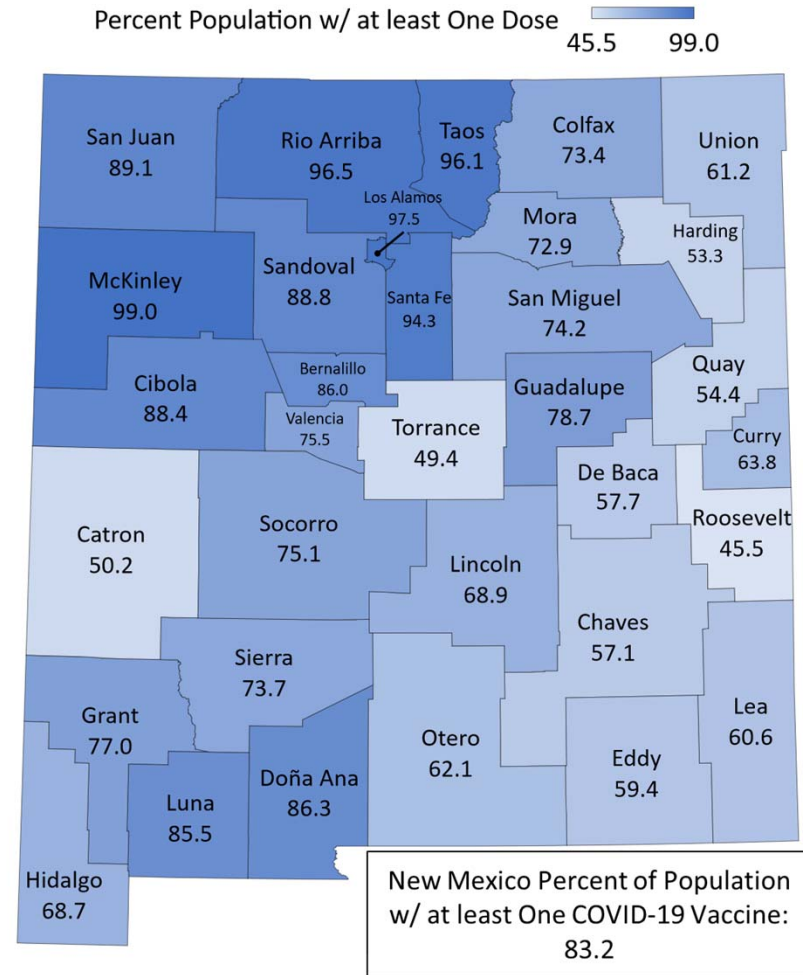 Percent Population w/ at least One Dose
45.5 99.0
San Juan
89.1
Rio Arriba
96.5
Taos
96.1
Colfax
73.4
Union
61.2
Los Alamos
97.5
Mora
72.9
Harding
53.3
McKinley
99.0
Sandoval
88.8
Santa Fe
94.3
San Miguel
74.2
Quay
54.4
Cibola
88.4
Bernalillo
86.0
Valencia
75.5
Torrance
49.4
Guadalupe
78.7
Curry
63.8
De Baca
57.7
Roosevelt
45.5
Catron
50.2
Socorro
75.1
Lincoln
68.9
Chaves
57.1
Sierra
73.7
Grant
77.0
Otero
62.1
Lea
60.6
Eddy
59.4
Luna
85.5
Doña Ana
86.3
Hidalgo
68.7
New Mexico Percent of Population
w/ at least One COVID-19 Vaccine:
83.2